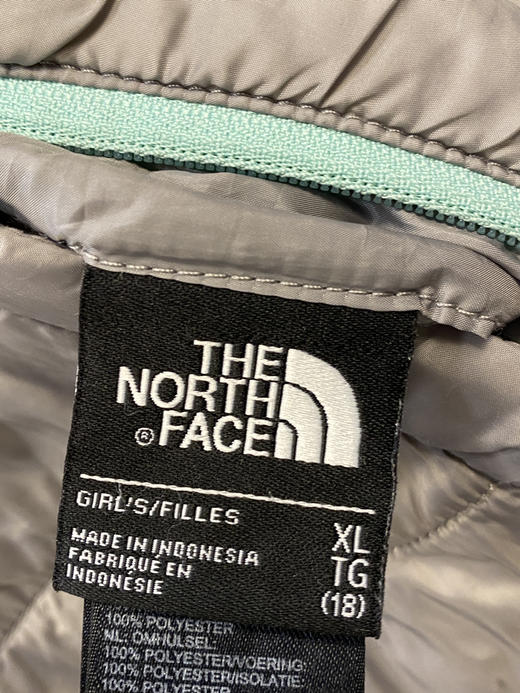 THE
NORTH
® FACE
GIRL'S/FILLES
XL
TG
(18)
MADE IN INDONESIA
FABRIQUÉ EN
INDONÉSIE
100% POLYESTER
NL: OMHULSEL:
100% POLYESTER/VOERING:
100% POLYESTER/ISOLATIE:
100% POLYESTER